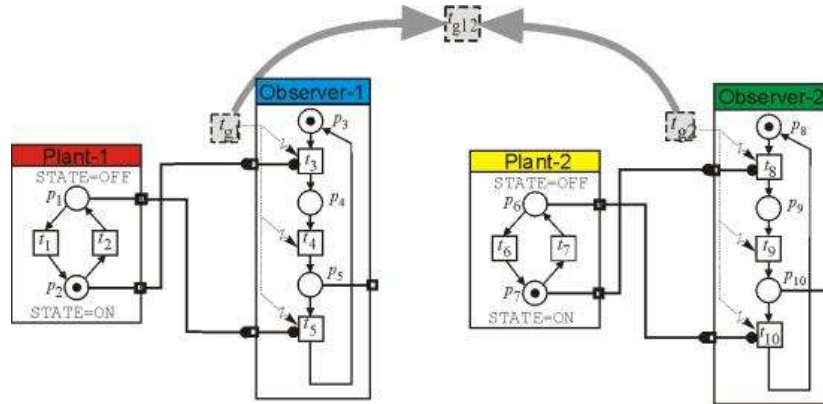 tg12
Observer-1
Observer-2
tg1
p3
tg2
p8
Plant-1
Plant-2
STATE=OFF
t3
STATE=OFF
t8
p1
p4
p6
p9
t1
t2
t4
t6
t7
t9
p5
p10
p2
p7
STATE=ON
t5
STATE=ON
t10